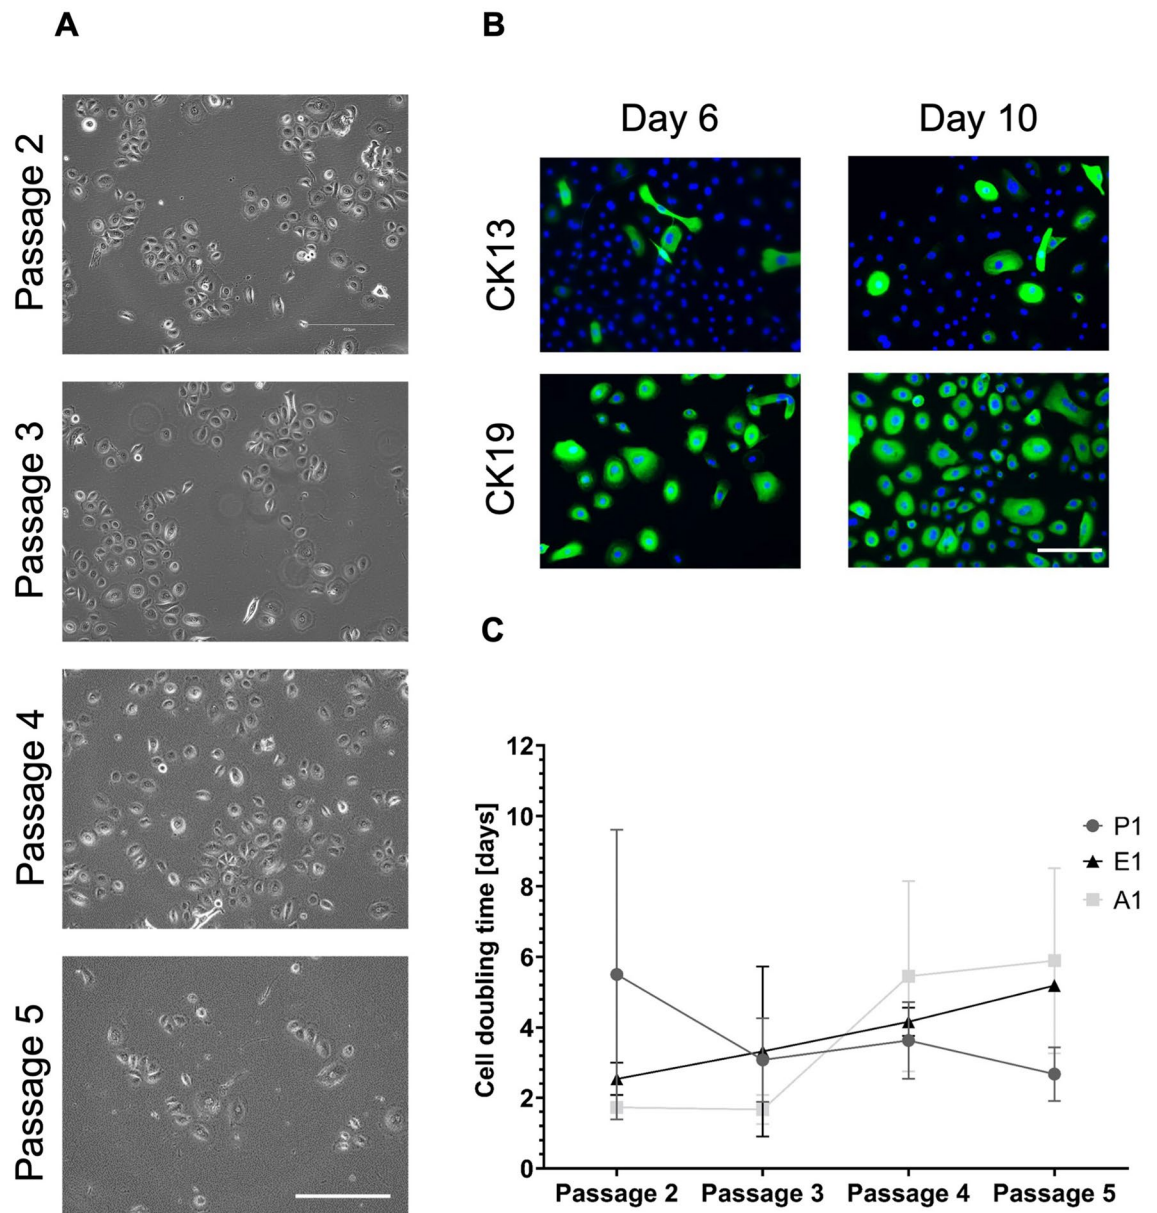 A
B
Passage 2
Passage 3
Passage 4
Passage 5
Day 6
Day 10
CK13
CK19
C
Cell doubling time [days]
12
10
8
6
4
2
0
Passage 2 Passage 3 Passage 4 Passage 5
P1
E1
A1